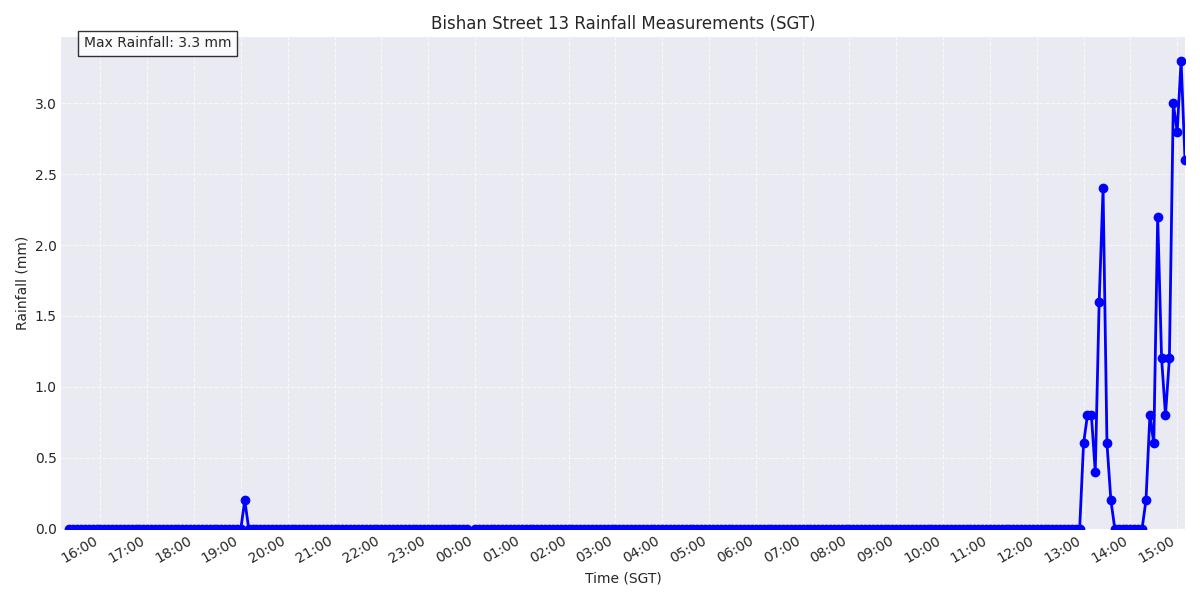 Bishan Street 13 Rainfall Measurements (SGT)
Max Rainfall: 3.3 mm
Rainfall (mm)
3.0
2.5
2.0
1.5
1.0
0.5
0.0
16:00 17:00 18:00 19:00 20:00 21:00 22:00 23:00 00:00 01:00 02:00 03:00 04:00 05:00 06:00 07:00 08:00 09:00 10:00 11:00 12:00 13:00 14:00 15:00
Time (SGT)